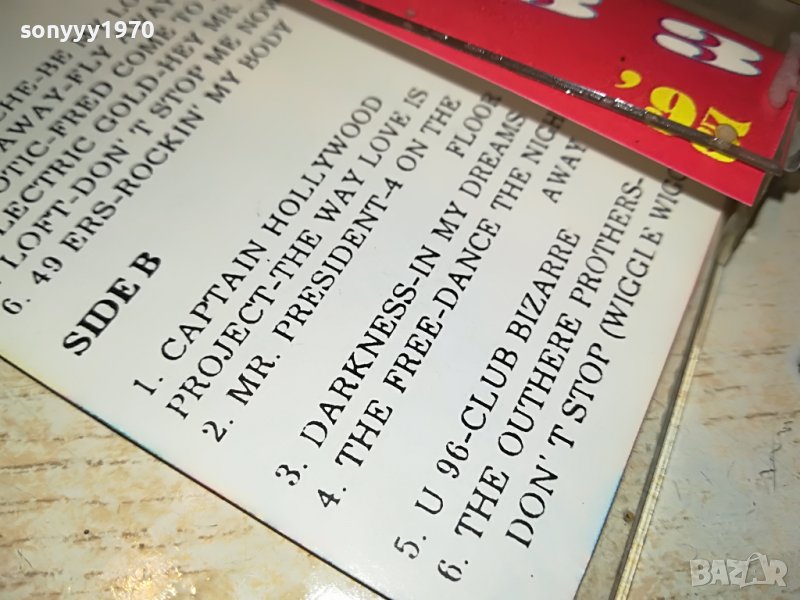 sonyyy1970
CHE-BE
AWAY-FLY
OTIC-FRED COME TO
LECTRIC GOLD-HEY MR
LOFT-DON'T STOP ME NOW
6. 49 ERS-ROCKIN' MY BODY
SIDE B
1. CAPTAIN HOLLYWOOD
PROJECT-THE WAY LOVE IS
2. MR. PRESIDENT-4 ON THE
FLOOR
3. DARKNESS-IN MY DREAMS
4. THE FREE-DANCE THE NIGH
AWAY
5. U 96-CLUB BIZARRE
6. THE OUTHERE PROTHERS-
DON'T STOP (WIGGLE WIGG
BAZAR